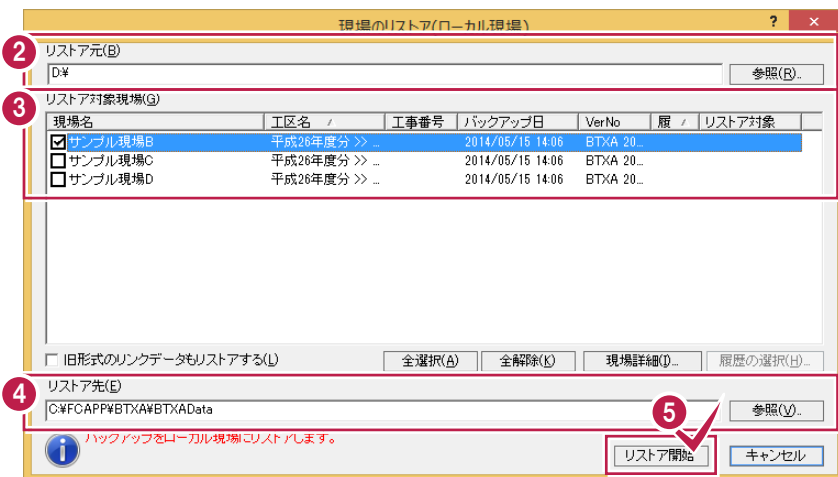 現場のリストア(ローカル現場)
?
×
2
リストア元(B)
D:¥
参照(R)..
3
リストア対象現場(G)
現場名 工区名 工事番号 バックアップ日 VerNo 履 リストア対象
サンプル現場B 平成26年度分 >> ... 2014/05/15 14:06 BTXA 20...
サンプル現場C 平成26年度分 >> ... 2014/05/15 14:06 BTXA 20...
サンプル現場D 平成26年度分 >> ... 2014/05/15 14:06 BTXA 20...
旧形式のリンクデータもリストアする(L) 全選択(A) 全解除(K) 現場詳細(I)... 履歴の選択(H)...
4
リストア先(E)
C:¥FCAPP¥BTXA¥BTXAData
参照(V)..
5
バックアップをローカル現場にリストアします。
リストア開始 キャンセル